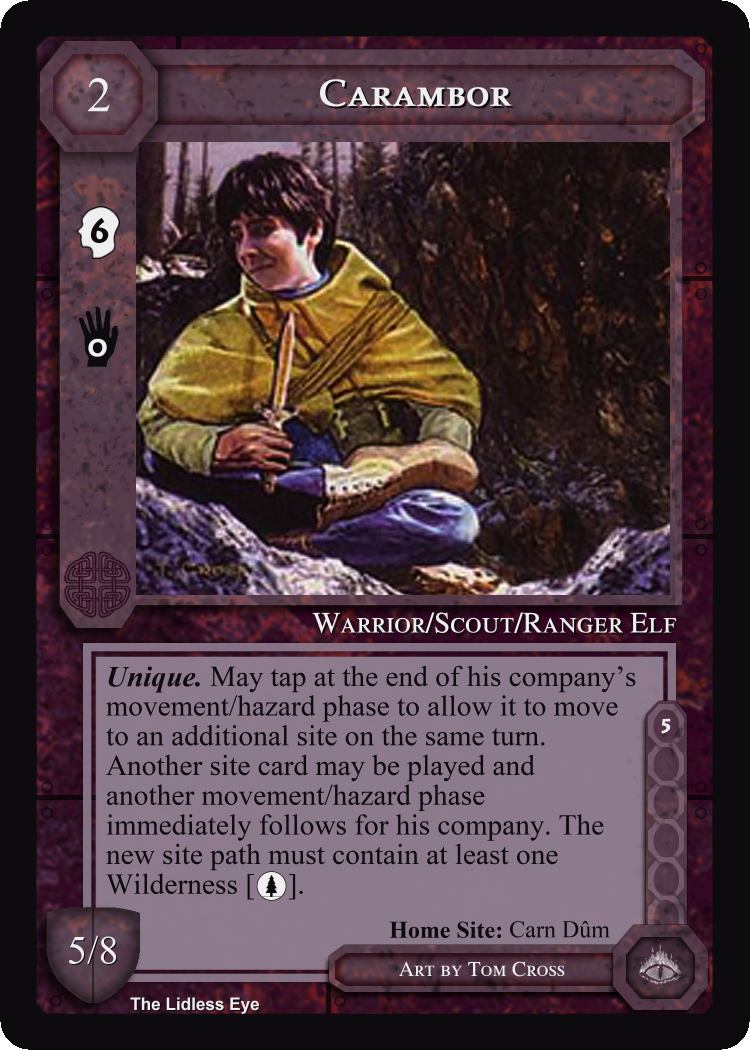 2
Carambor
6
0
T. Cross
Warrior/Scout/Ranger Elf
Unique. May tap at the end of his company's
movement/hazard phase to allow it to move
to an additional site on the same turn.
Another site card may be played and
another movement/hazard phase
immediately follows for his company. The
new site path must contain at least one
Wilderness [ ].
5
Home Site: Carn Dûm
5/8
Art by Tom Cross
The Lidless Eye